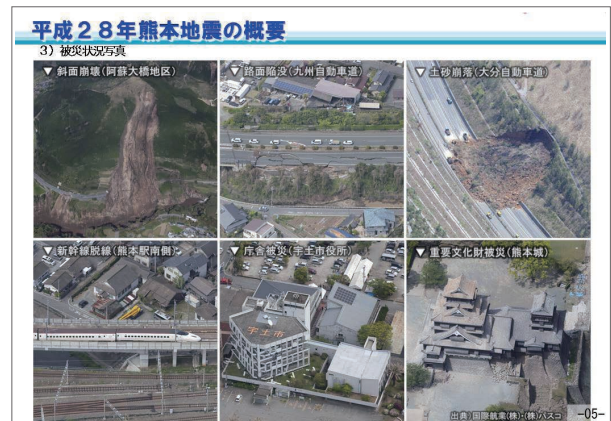 平成28年熊本地震の概要
3）被災状況写真
▼ 斜面崩壊(阿蘇大橋地区)
▼ 路面陥没(九州自動車道)
▼ 土砂崩落(大分自動車道)
▼ 新幹線脱線(熊本駅南側)
▼ 庁舎被災(宇土市役所)
▼ 重要文化財被災(熊本城)
宇土市
出典）国際航業(株)・(株)パスコ
-05-